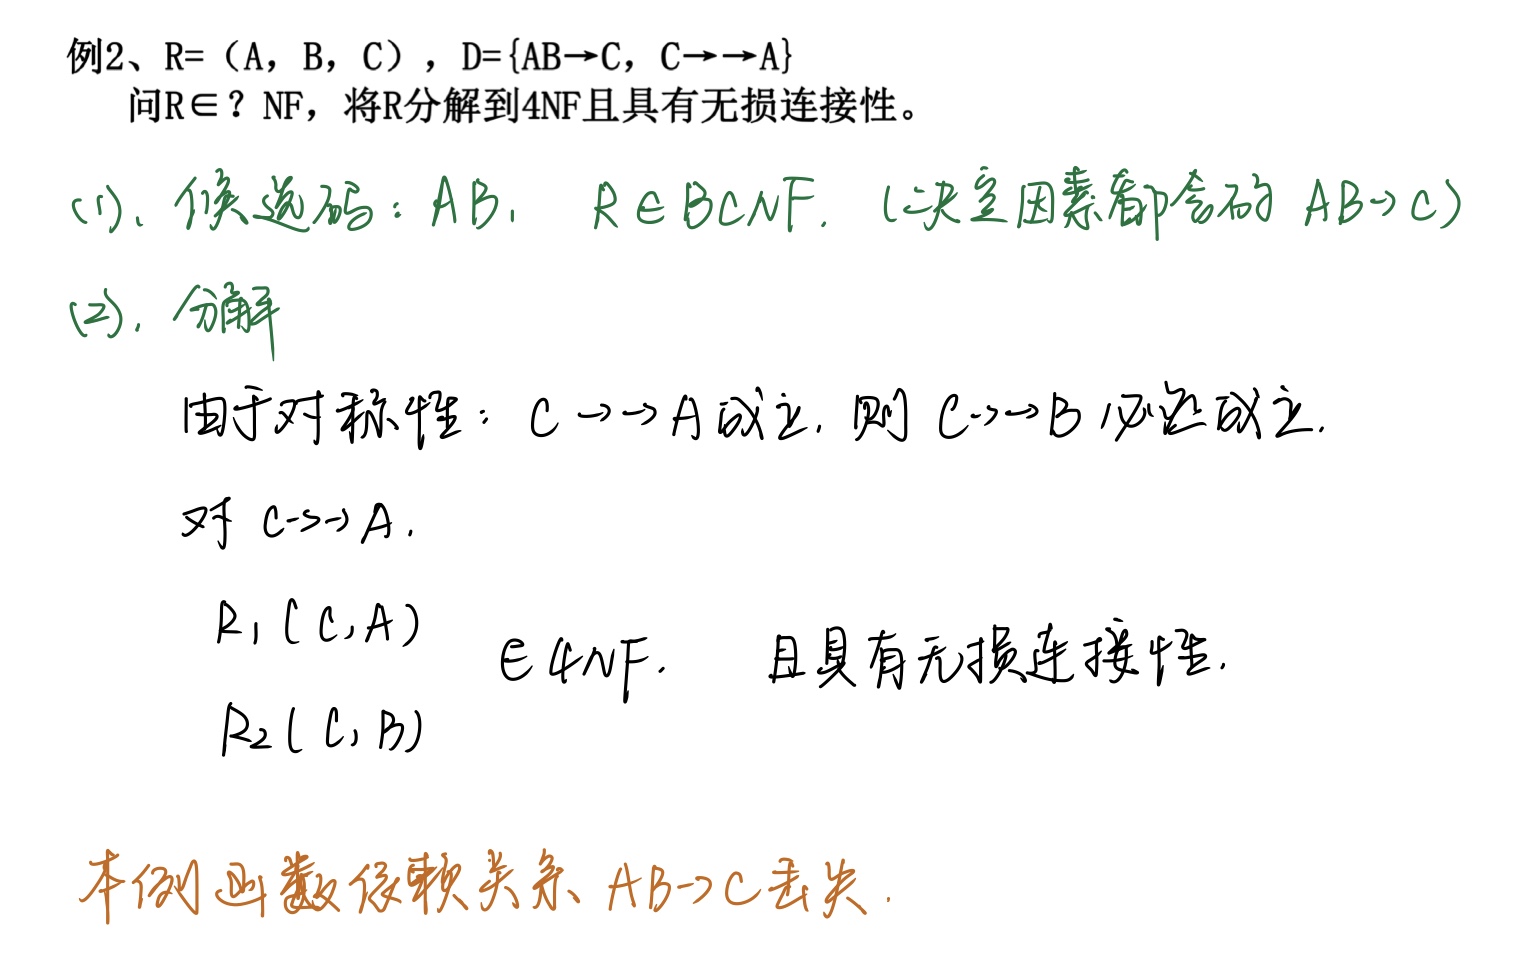 例2、R=（A，B，C），D={AB→C，C→→A}
问R∈？NF，将R分解到4NF且具有无损连接性。
(1)、候选码：AB， R∈BCNF.（决定因素都含码 AB→C）
(2)、分解
由于对称性：C→→A成立，则 C→→B必定成立.
对 C→→A.
R₁(C,A)
∈4NF. 且具有无损连接性.
R₂(C,B)
本例函数依赖关系 AB→C丢失.